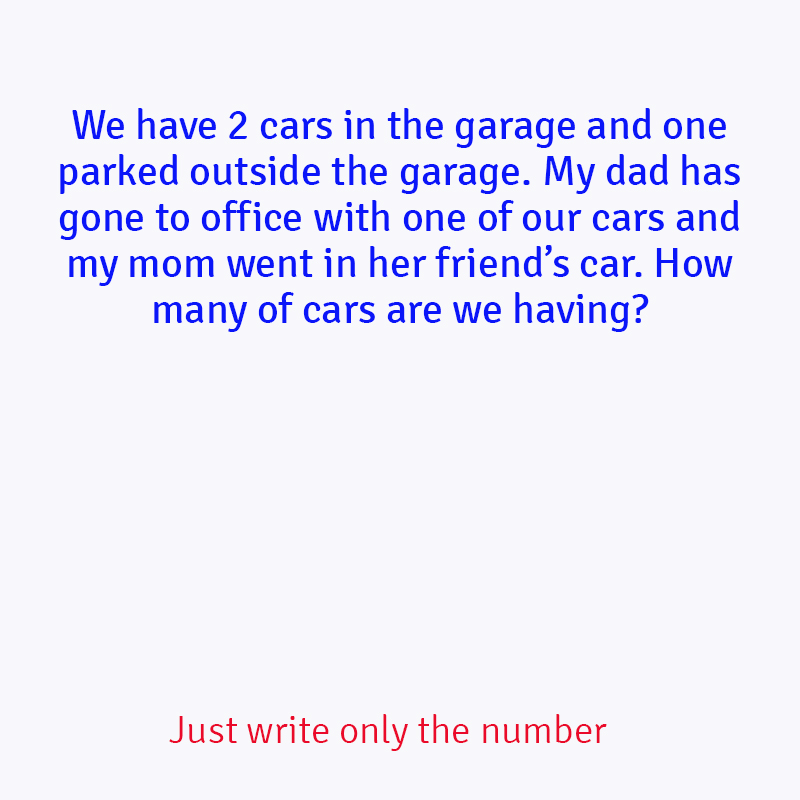 We have 2 cars in the garage and one
parked outside the garage. My dad has
gone to office with one of our cars and
my mom went in her friend’s car. How
many of cars are we having?
Just write only the number